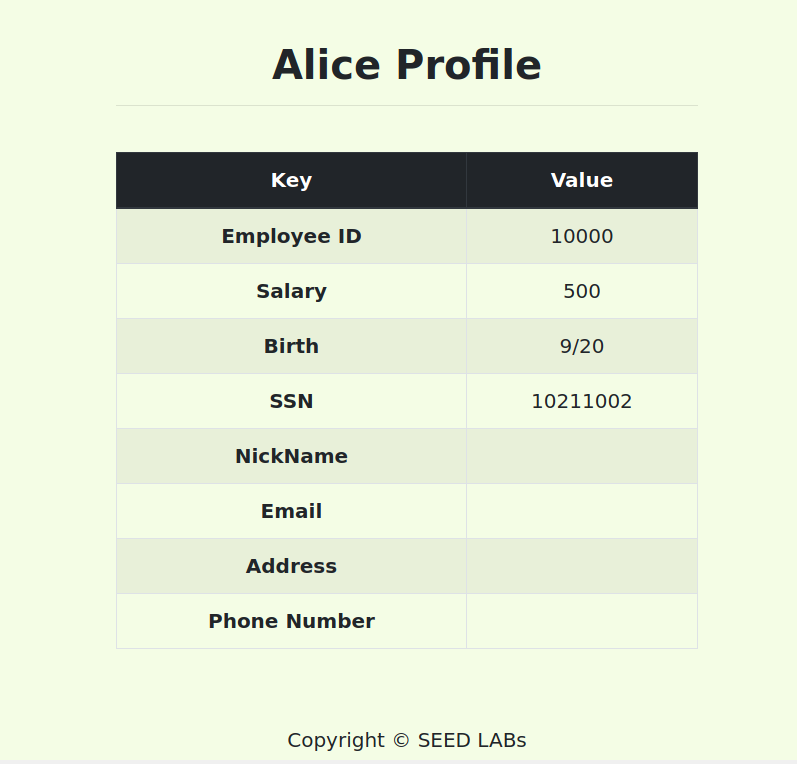 Alice Profile
Key Value
Employee ID 10000
Salary 500
Birth 9/20
SSN 10211002
NickName
Email
Address
Phone Number
Copyright © SEED LABs